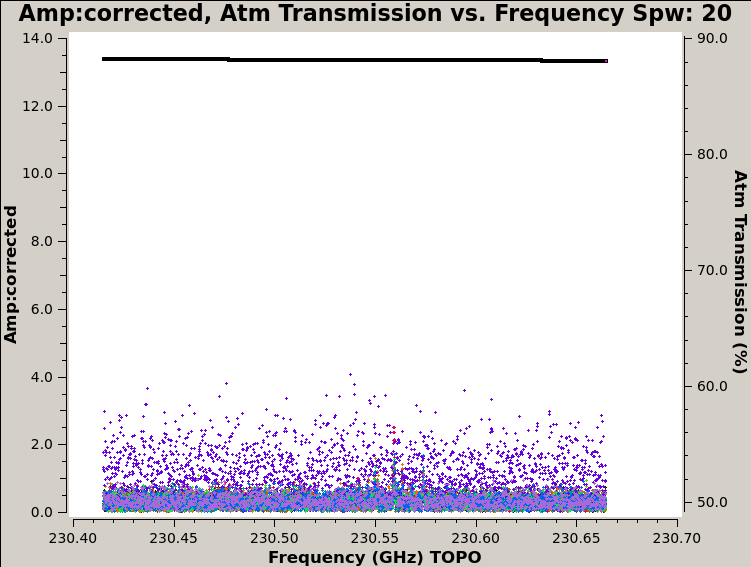 Amp:corrected, Atm Transmission vs. Frequency Spw: 20
14.0
12.0
10.0
8.0
6.0
4.0
2.0
0.0
Amp:corrected
90.0
80.0
70.0
60.0
50.0
Atm Transmission (%)
230.40 230.45 230.50 230.55 230.60 230.65 230.70
Frequency (GHz) TOPO